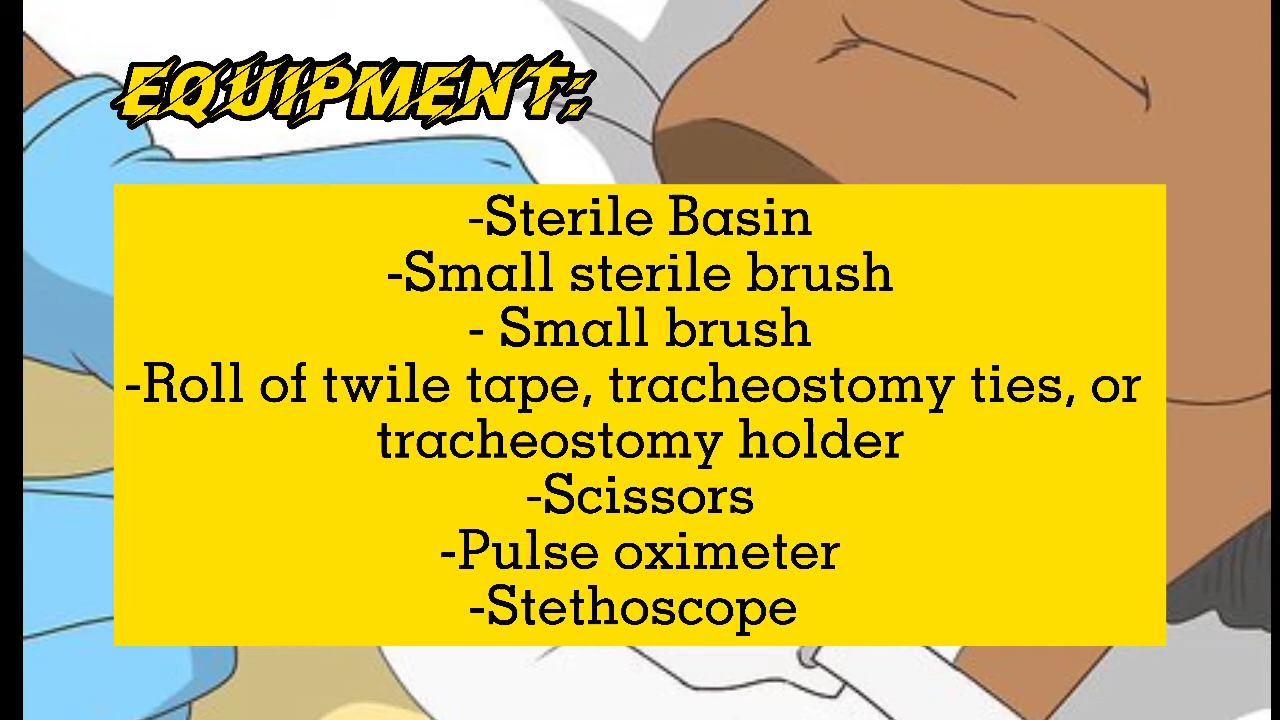 EQUIPMENT:
-Sterile Basin
-Small sterile brush
- Small brush
-Roll of twile tape, tracheostomy ties, or
tracheostomy holder
-Scissors
-Pulse oximeter
-Stethoscope